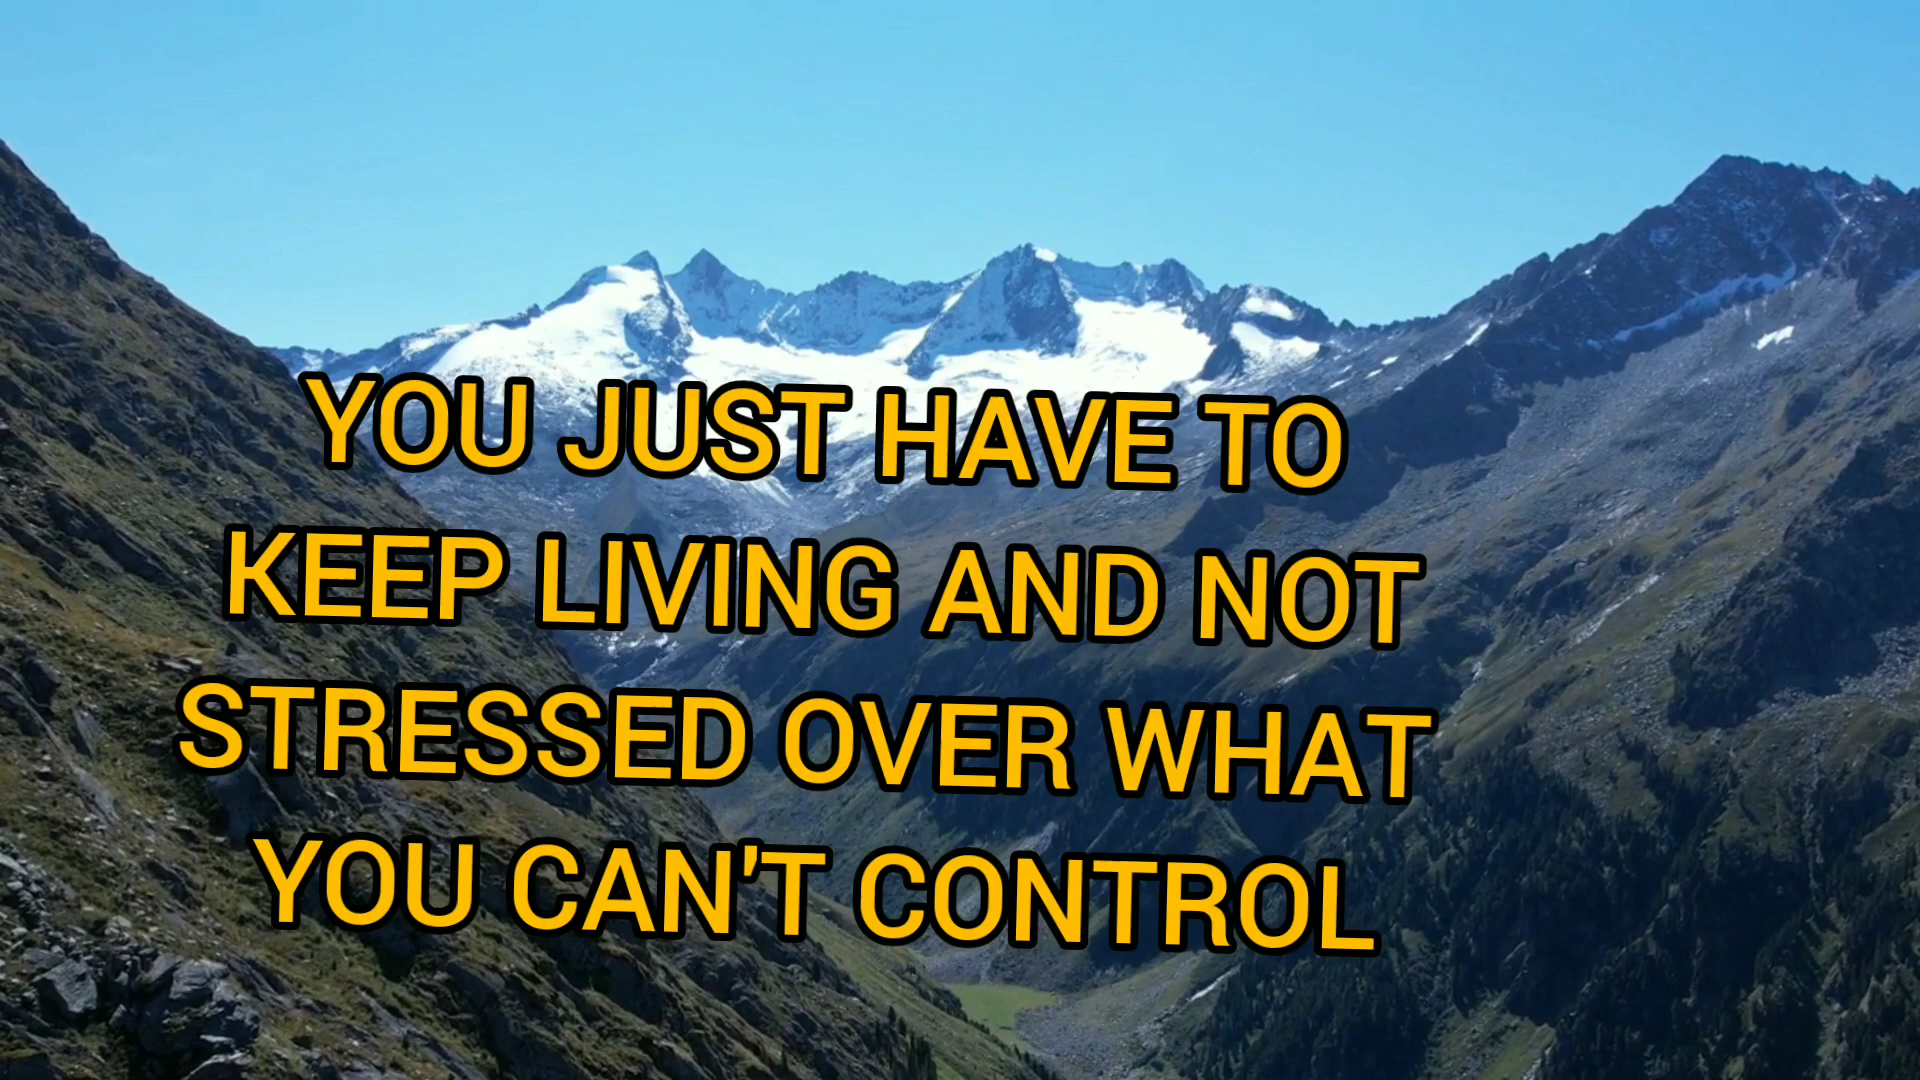 YOU JUST HAVE TO
KEEP LIVING AND NOT
STRESSED OVER WHAT
YOU CAN'T CONTROL